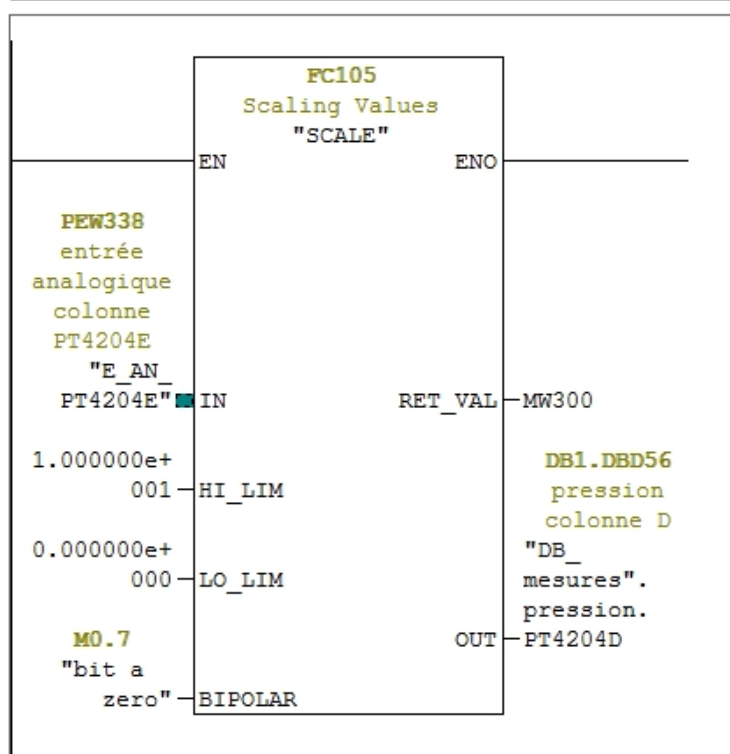 FC105
Scaling Values
"SCALE"
EN ENO
PEW338
entrée
analogique
colonne
PT4204E
"E_AN_
PT4204E" IN RET_VAL MW300
1.000000e+
001 HI_LIM
DB1.DBD56
pression
colonne D
0.000000e+
000 LO_LIM
"DB_
mesures".
pression.
OUT PT4204D
M0.7
"bit a
zero" BIPOLAR